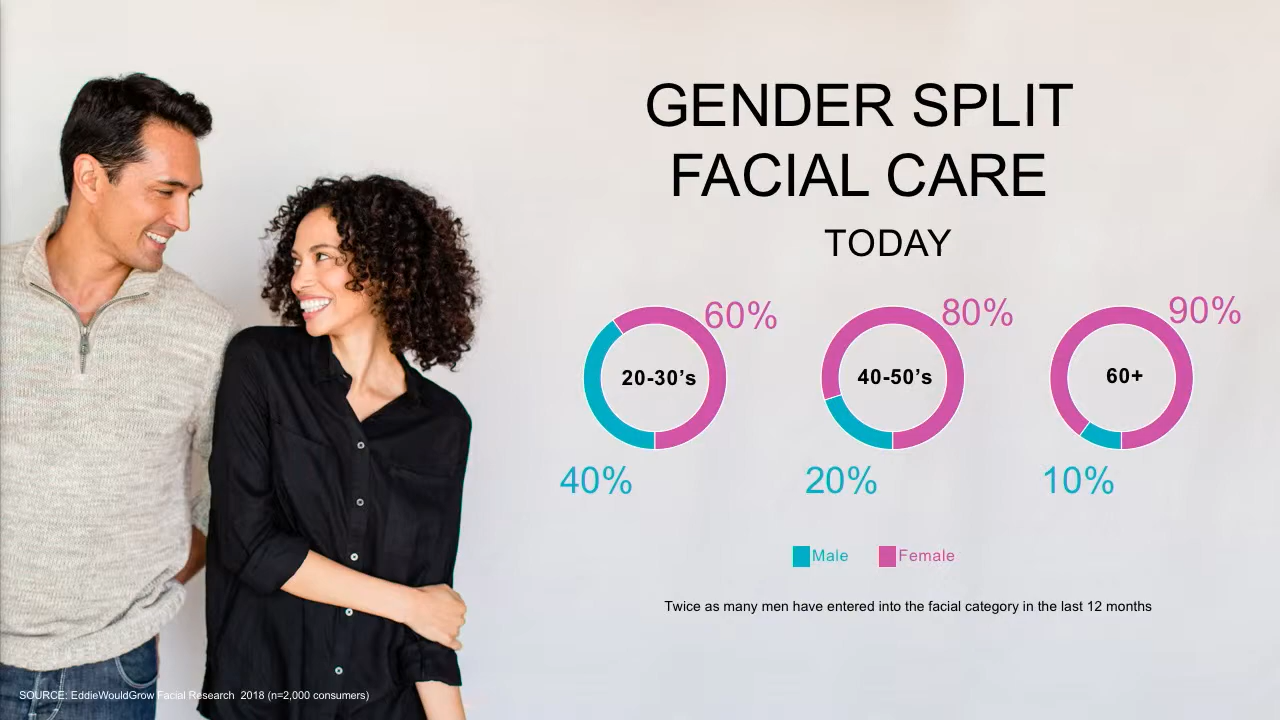 GENDER SPLIT
FACIAL CARE
TODAY
60%
80%
90%
20-30’s
40-50’s
60+
40%
20%
10%
Male
Female
Twice as many men have entered into the facial category in the last 12 months
SOURCE: EddieWouldGrow Facial Research 2018 (n=2,000 consumers)